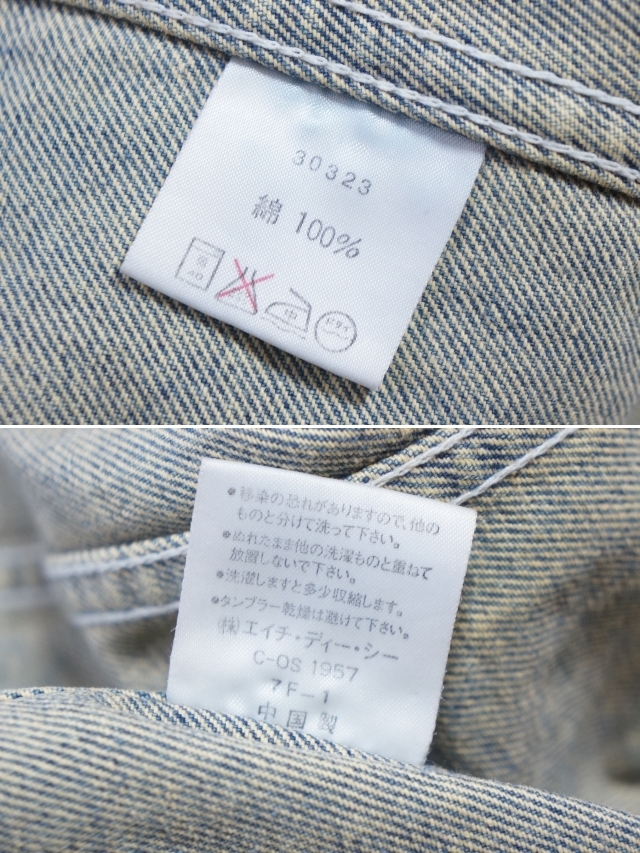 30323
綿 100%
弱
40
中
ドライ
•移染の恐れがありますので、他の
ものと分けて洗って下さい。
•ぬれたまま他の洗濯ものと重ねて
放置しないで下さい。
•洗濯しますと多少収縮します。
•タンブラー乾燥は避けて下さい。
(株)エイチ・ディー・シー
C-OS 1957
7F-1
中国製